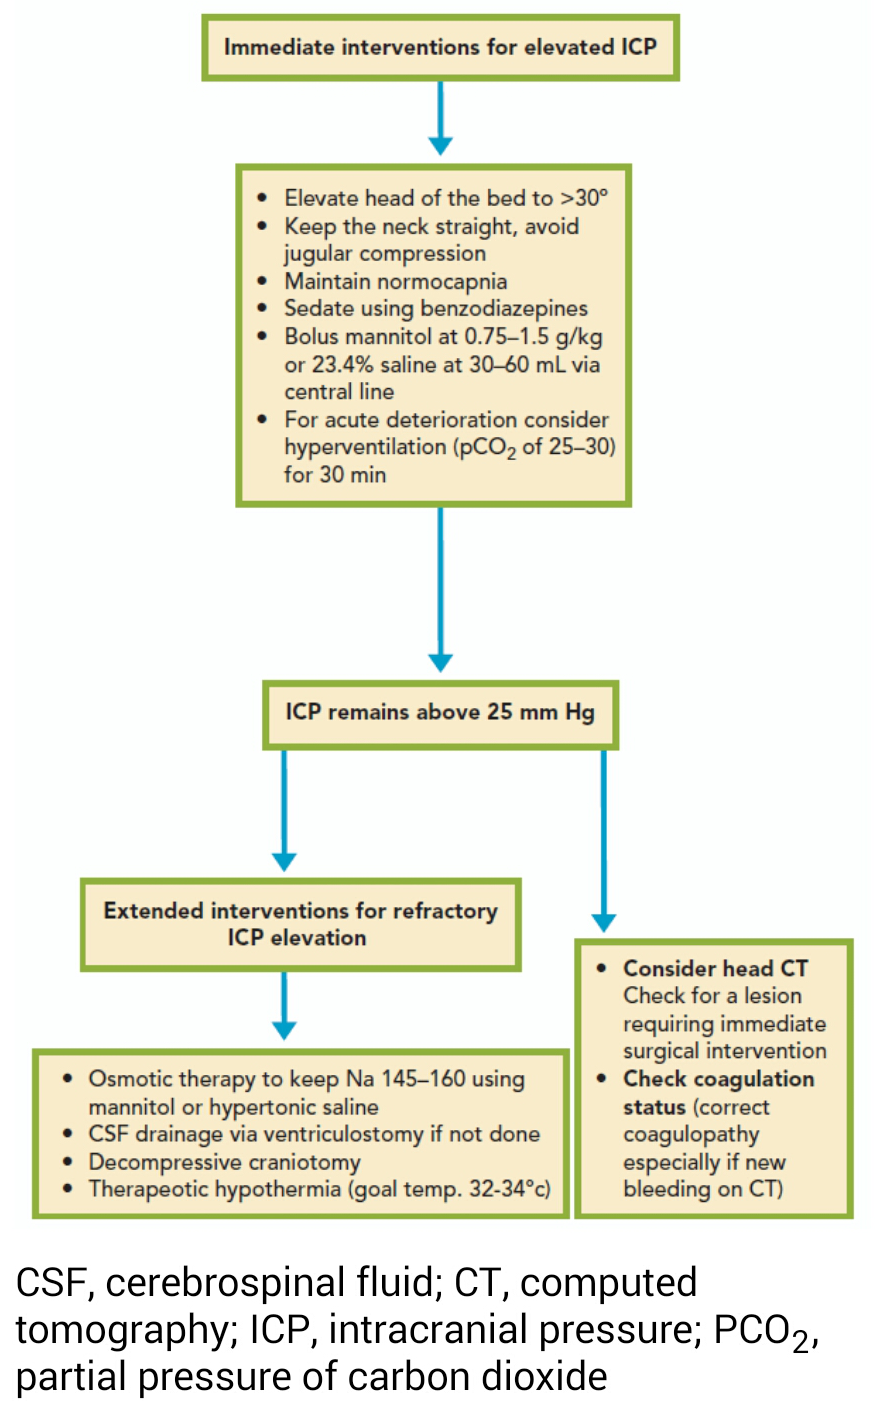 Immediate interventions for elevated ICP
• Elevate head of the bed to >30°
• Keep the neck straight, avoid
jugular compression
• Maintain normocapnia
• Sedate using benzodiazepines
• Bolus mannitol at 0.75–1.5 g/kg
or 23.4% saline at 30–60 mL via
central line
• For acute deterioration consider
hyperventilation (pCO₂ of 25–30)
for 30 min
ICP remains above 25 mm Hg
Extended interventions for refractory
ICP elevation
• Osmotic therapy to keep Na 145–160 using
mannitol or hypertonic saline
• CSF drainage via ventriculostomy if not done
• Decompressive craniotomy
• Therapeotic hypothermia (goal temp. 32-34°c)
• Consider head CT
Check for a lesion
requiring immediate
surgical intervention
• Check coagulation
status (correct
coagulopathy
especially if new
bleeding on CT)
CSF, cerebrospinal fluid; CT, computed
tomography; ICP, intracranial pressure; PCO₂,
partial pressure of carbon dioxide